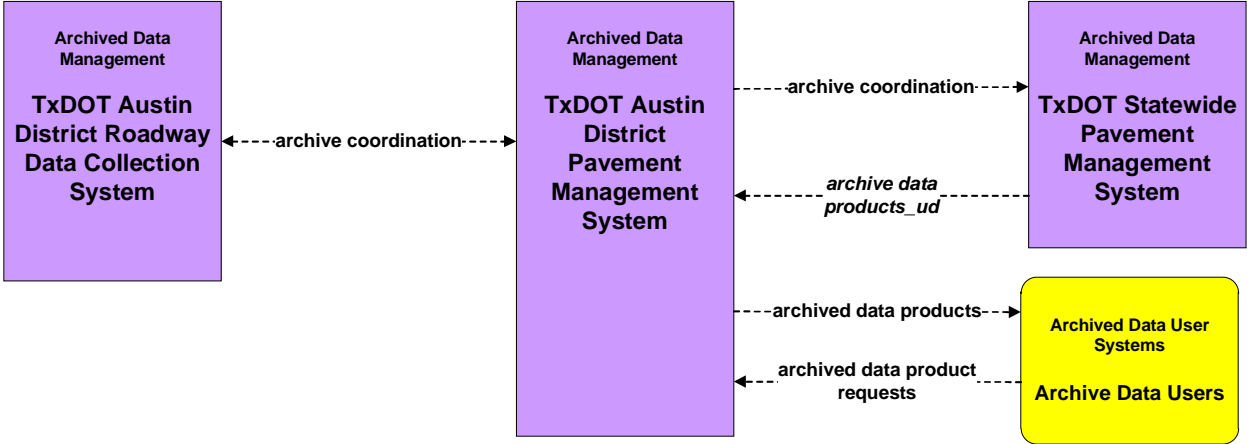 Archived Data
Management
TxDOT Austin
District Roadway
Data Collection
System
archive coordination
Archived Data
Management
TxDOT Austin
District
Pavement
Management
System
archive coordination
archive data
products_ud
archived data products
archived data product
requests
Archived Data
Management
TxDOT Statewide
Pavement
Management
System
Archived Data User
Systems
Archive Data Users